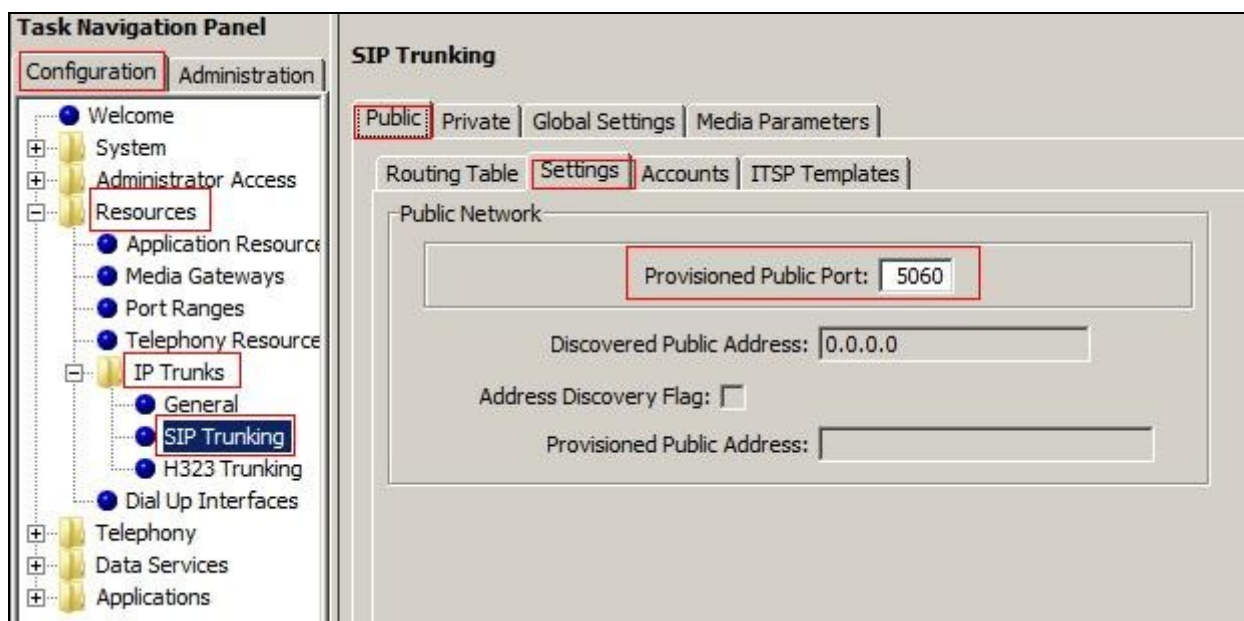 Task Navigation Panel
Configuration
Administration
Welcome
System
Administrator Access
Resources
Application Resource
Media Gateways
Port Ranges
Telephony Resource
IP Trunks
General
SIP Trunking
H323 Trunking
Dial Up Interfaces
Telephony
Data Services
Applications
SIP Trunking
Public
Private
Global Settings
Media Parameters
Routing Table
Settings
Accounts
ITSP Templates
Public Network
Provisioned Public Port: 5060
Discovered Public Address: 0.0.0.0
Address Discovery Flag:
Provisioned Public Address: